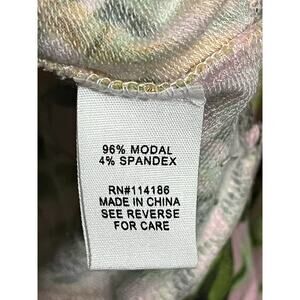 96% MODAL
4% SPANDEX
RN#114186
MADE IN CHINA
SEE REVERSE
FOR CARE